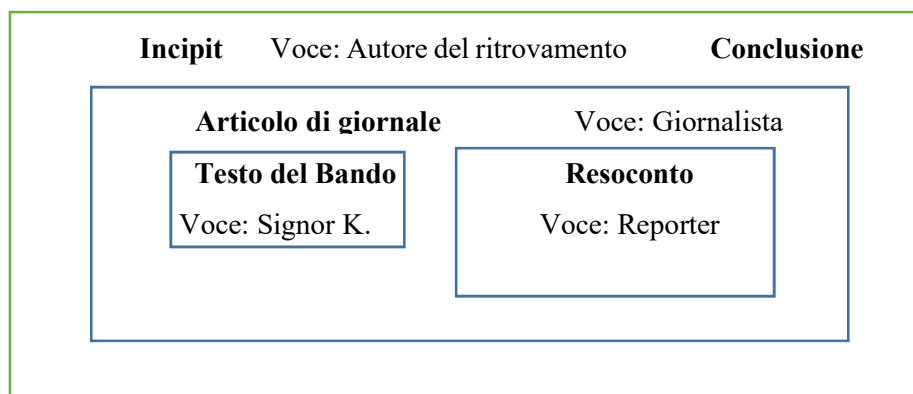 Incipit Voce: Autore del ritrovamento Conclusione
Articolo di giornale Voce: Giornalista
Testo del Bando Resoconto
Voce: Signor K. Voce: Reporter